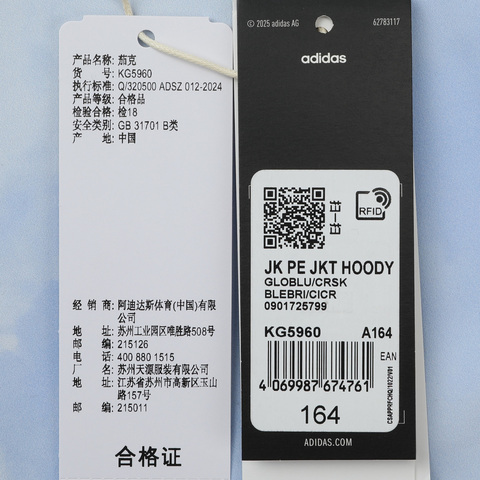 产品名称: 茄克
货 号: KG5960
执行标准: Q/320500 ADSZ 012-2024
产品等级: 合格品
检验合格: 检18
安全类别: GB 31701 B类
产 地: 中国
经 销 商: 阿迪达斯体育(中国)有限
公司
地 址: 苏州工业园区唯胜路508号
邮 编: 215126
电 话: 400 880 1515
厂 名: 苏州天源服装有限公司
地 址: 江苏省苏州市高新区玉山
路157号
邮 编: 215011
合格证
© 2025 adidas AG
62783117
adidas
RFID
JK PE JKT HOODY
GLOBLU/CRSK
BLEBRI/CICR
0901725799
KG5960 A164
EAN
4 069987 674761
164
ADIDAS.COM